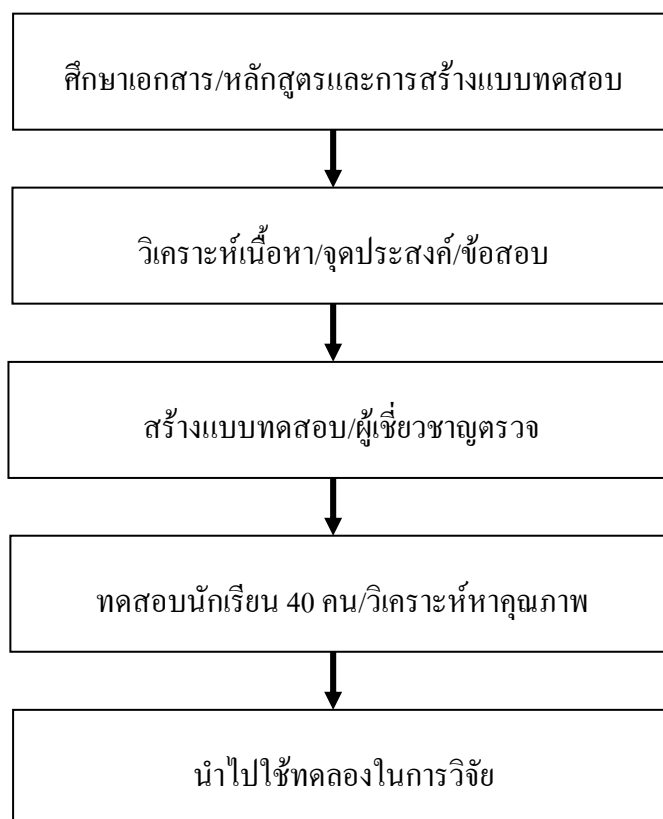 ศึกษาเอกสาร/หลักสูตรและการสร้างแบบทดสอบ
วิเคราะห์เนื้อหา/จุดประสงค์/ข้อสอบ
สร้างแบบทดสอบ/ผู้เชี่ยวชาญตรวจ
ทดสอบนักเรียน 40 คน/วิเคราะห์หาคุณภาพ
นำไปใช้ทดลองในการวิจัย